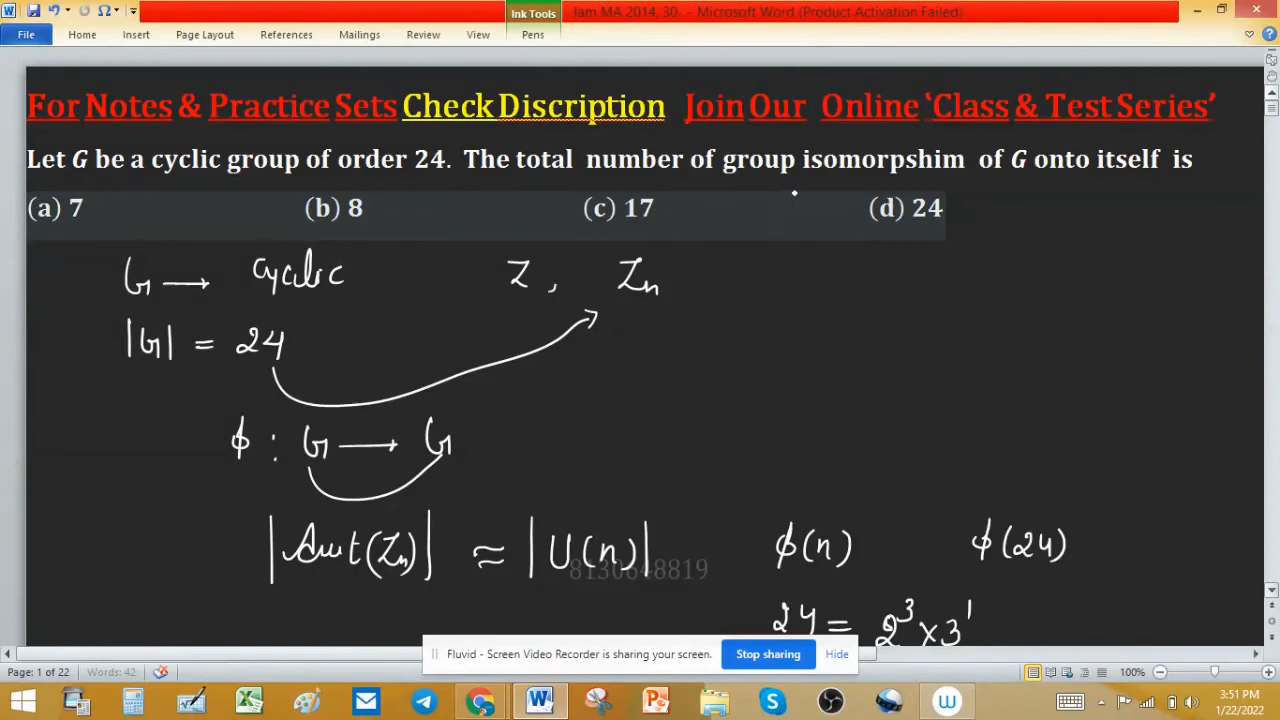 Ink Tools
Jam MA 2014, 30. - Microsoft Word (Product Activation Failed)
File Home Insert Page Layout References Mailings Review View Pens
For Notes & Practice Sets Check Discription Join Our Online 'Class & Test Series'
Let G be a cyclic group of order 24. The total number of group isomorpshim of G onto itself is
(a) 7 (b) 8 (c) 17 (d) 24
G → Cyclic Z, Zn
|G| = 24
ϕ : G → G
|Aut(Zn)| ≈ |U(n)| ϕ(n) ϕ(24)
8130648819
24 = 2³ × 3¹
Fluvid - Screen Video Recorder is sharing your screen. Stop sharing Hide
Page: 1 of 22 Words: 42 100%
3:51 PM
1/22/2022